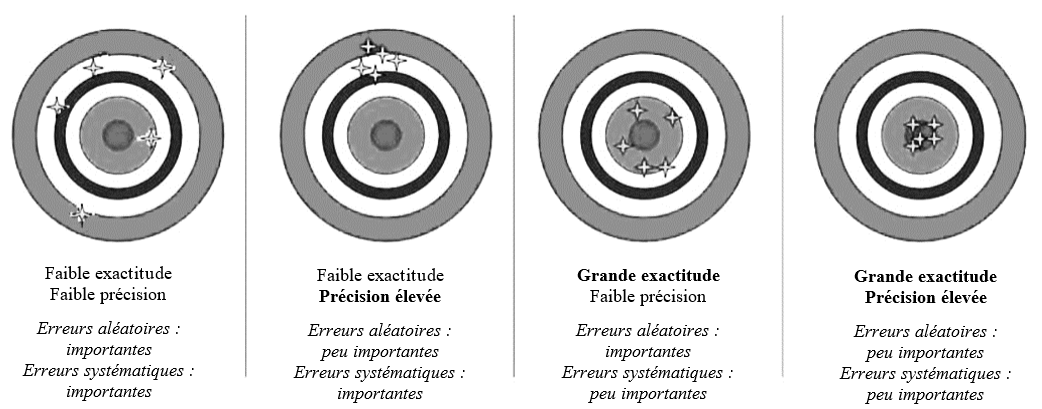 Faible exactitude
Faible précision
Erreurs aléatoires :
importantes
Erreurs systématiques :
importantes
Faible exactitude
Précision élevée
Erreurs aléatoires :
peu importantes
Erreurs systématiques :
importantes
Grande exactitude
Faible précision
Erreurs aléatoires :
importantes
Erreurs systématiques :
peu importantes
Grande exactitude
Précision élevée
Erreurs aléatoires :
peu importantes
Erreurs systématiques :
peu importantes